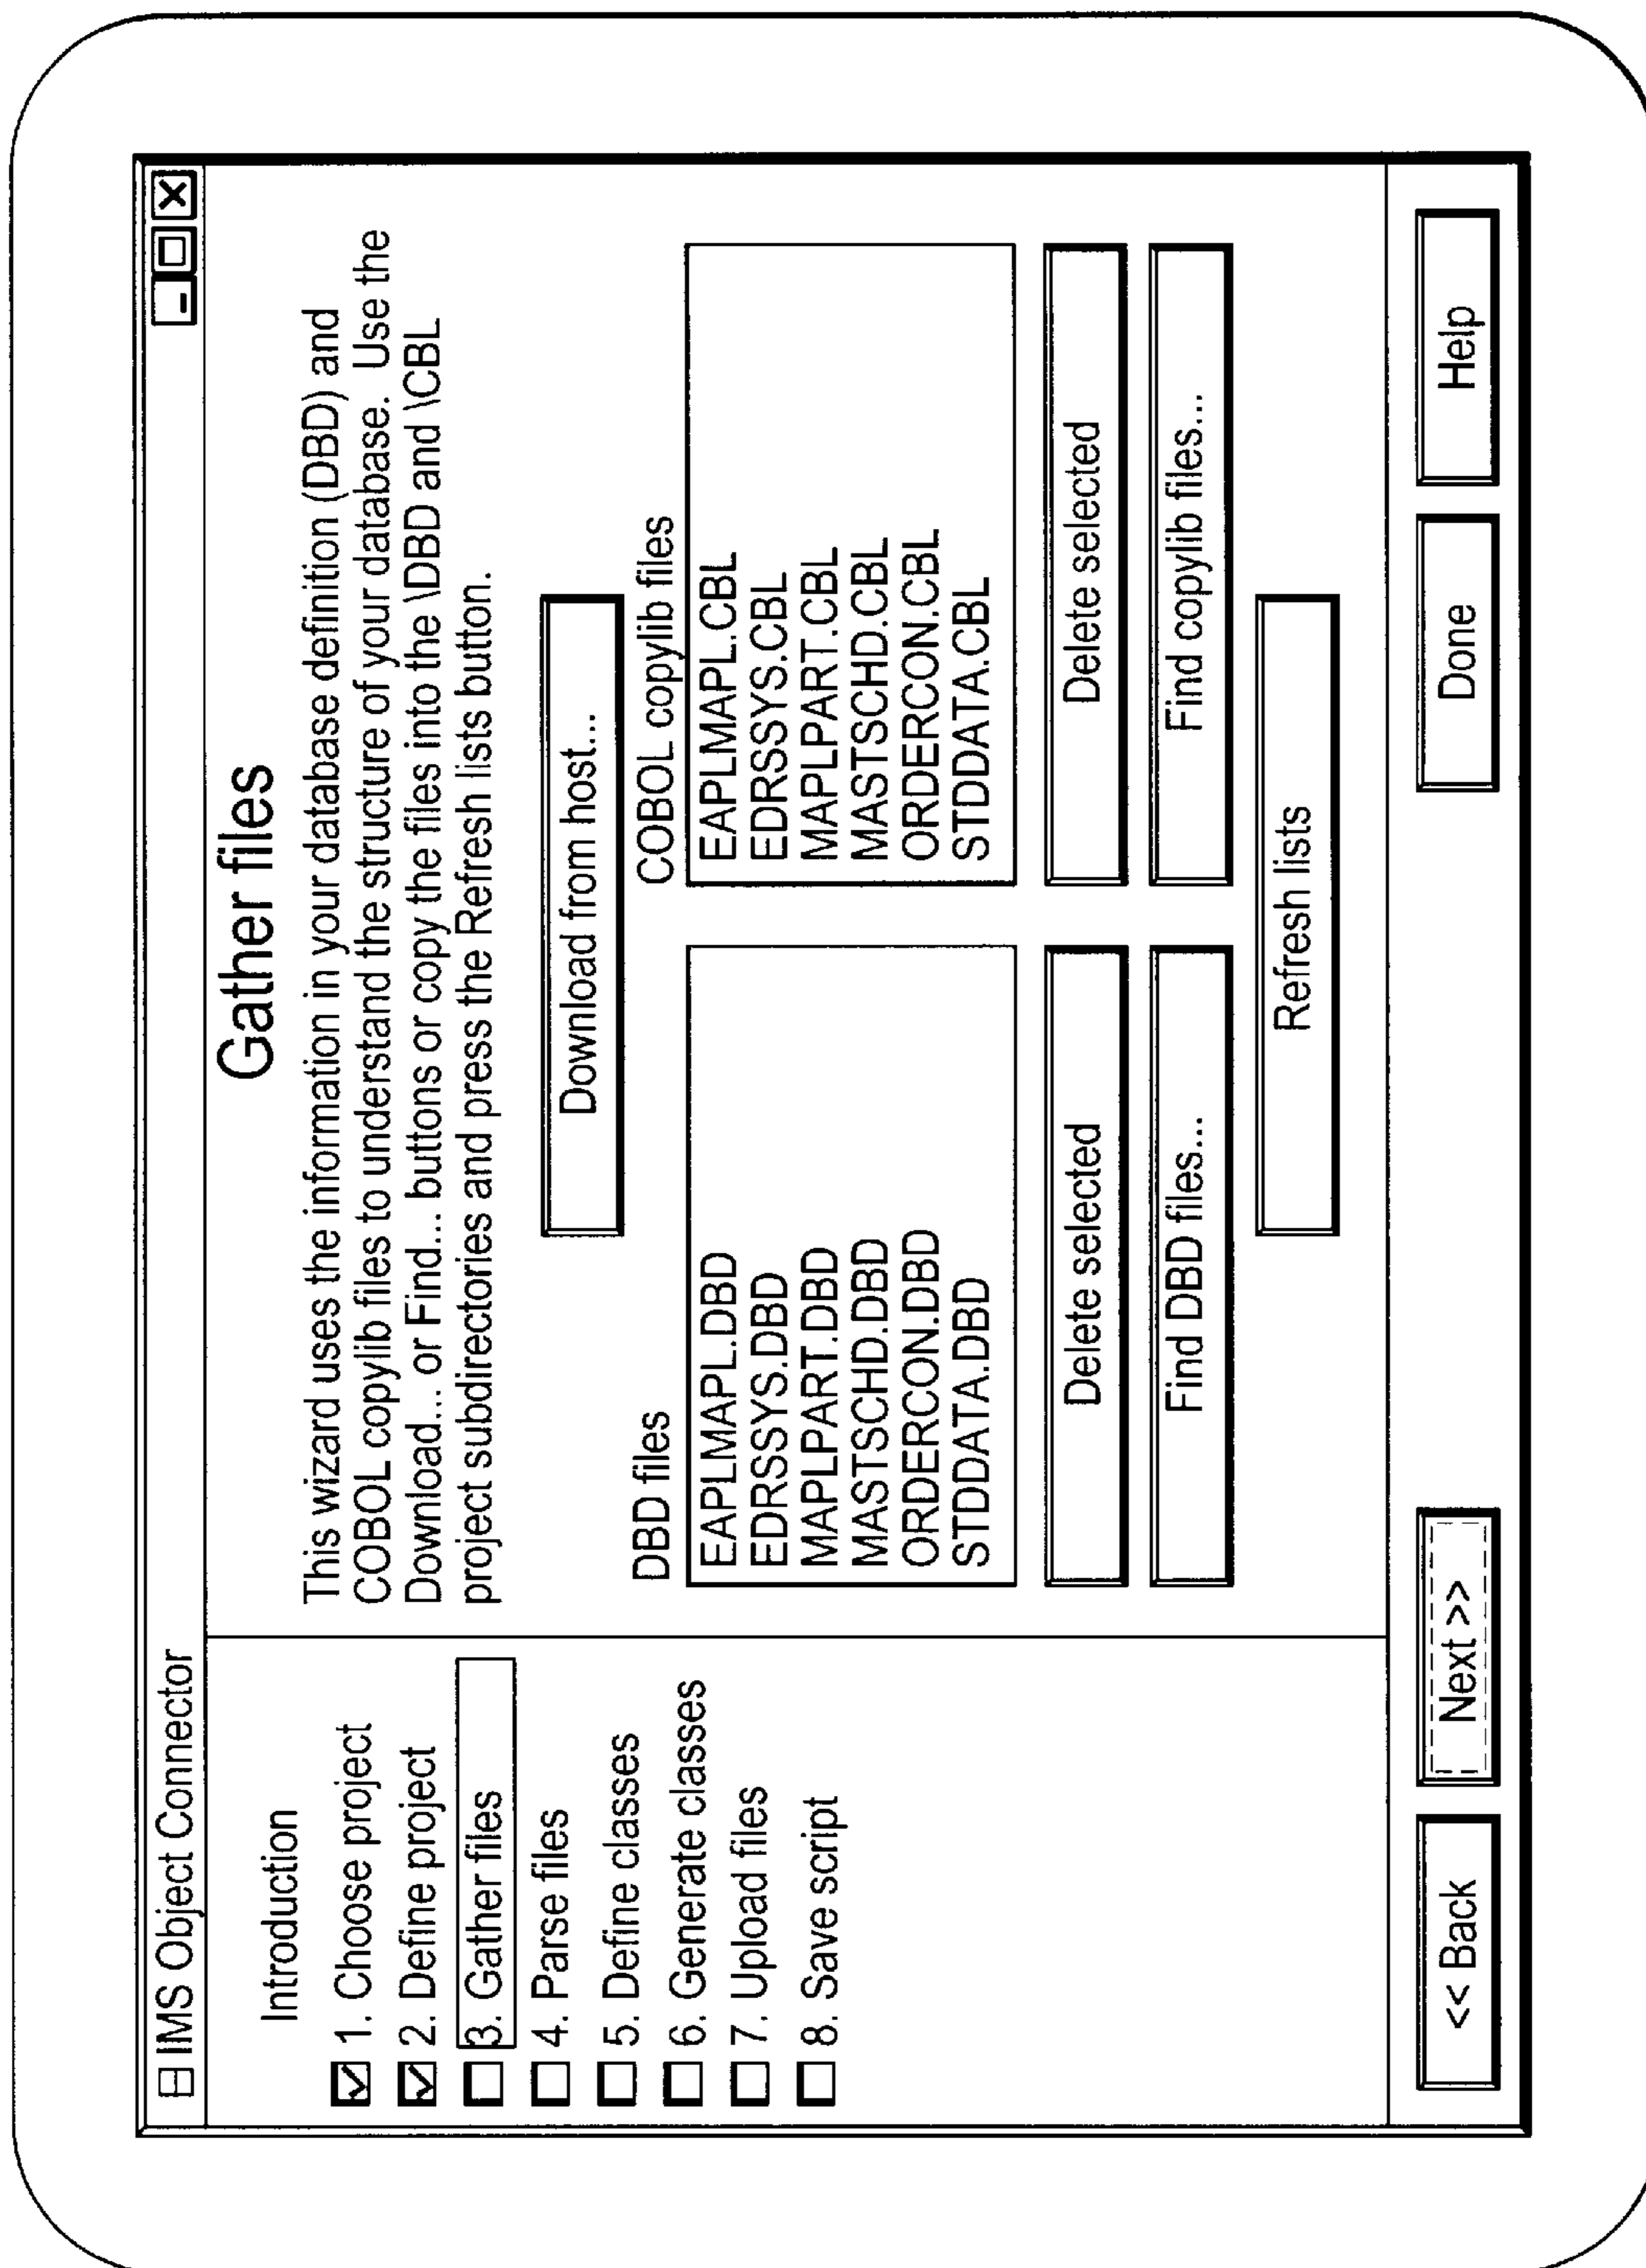 IMS Object Connector
Introduction
1. Choose project
2. Define project
3. Gather files
4. Parse files
5. Define classes
6. Generate classes
7. Upload files
8. Save script
Gather files
This wizard uses the information in your database definition (DBD) and
COBOL copylib files to understand the structure of your database. Use the
Download... or Find... buttons or copy the files into the \DBD and \CBL
project subdirectories and press the Refresh lists button.
Download from host...
DBD files
EAPLMAPL.DBD
EDRSSYS.DBD
MAPLPART.DBD
MASTSCHD.DBD
ORDERCON.DBD
STDDATA.DBD
Delete selected
Find DBD files...
COBOL copylib files
EAPLMAPL.CBL
EDRSSYS.CBL
MAPLPART.CBL
MASTSCHD.CBL
ORDERCON.CBL
STDDATA.CBL
Delete selected
Find copylib files...
Refresh lists
<< Back
Next >>
Done
Help